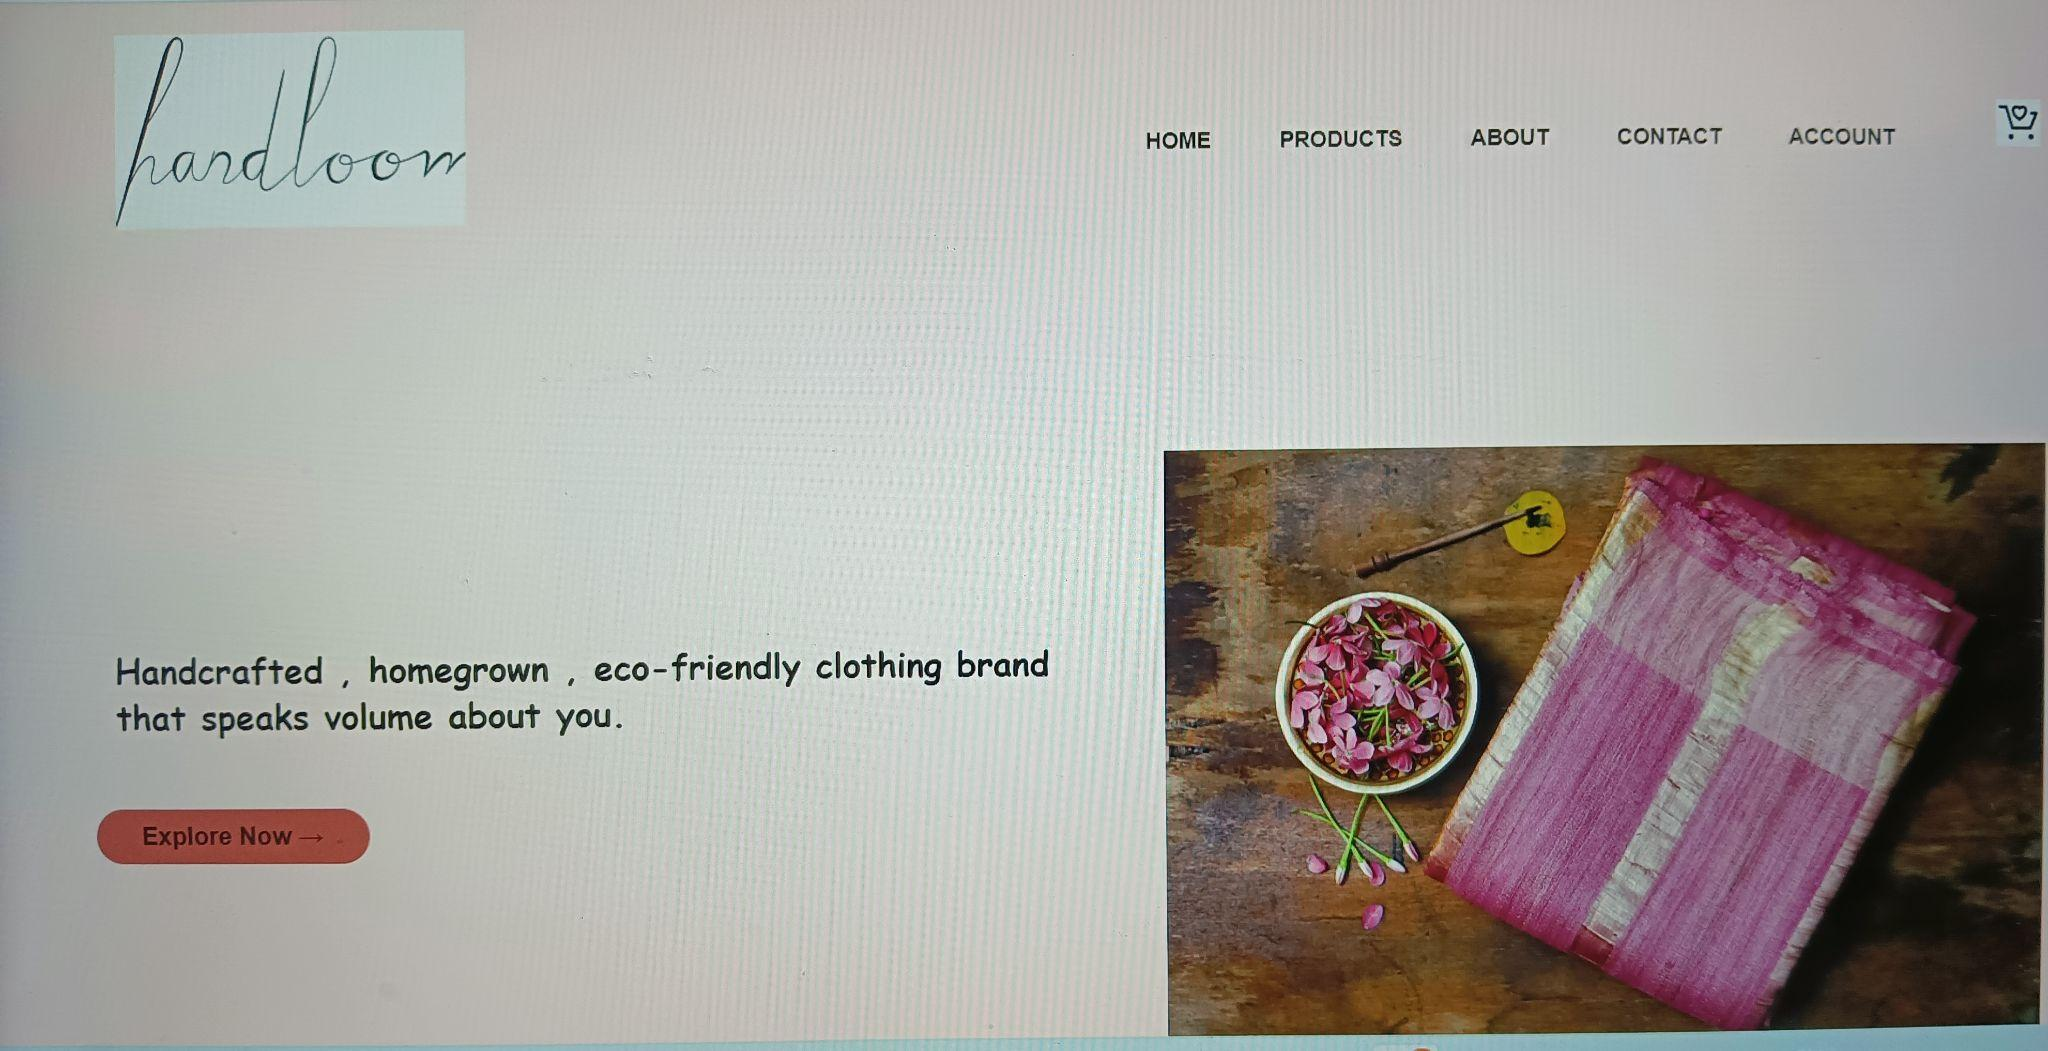 handloom
HOME PRODUCTS ABOUT CONTACT ACCOUNT
Handcrafted , homegrown , eco-friendly clothing brand
that speaks volume about you.
Explore Now →